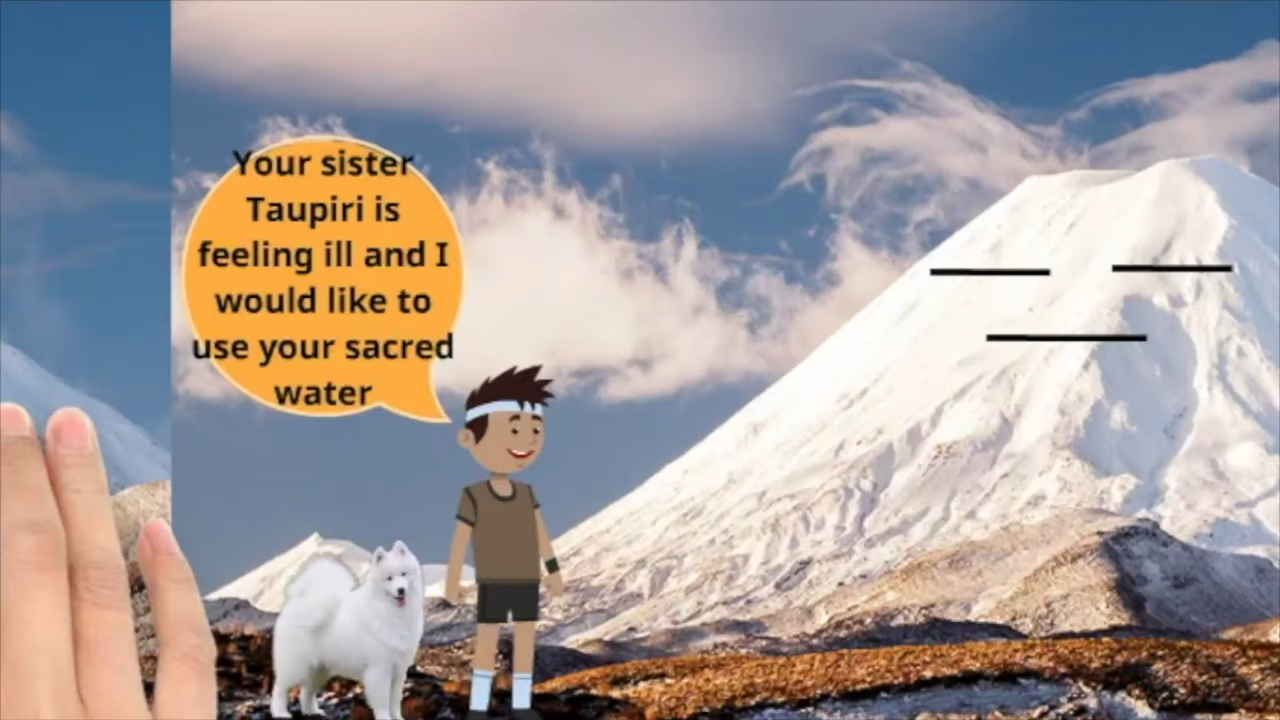 Your sister
Taupiri is
feeling ill and I
would like to
use your sacred
water